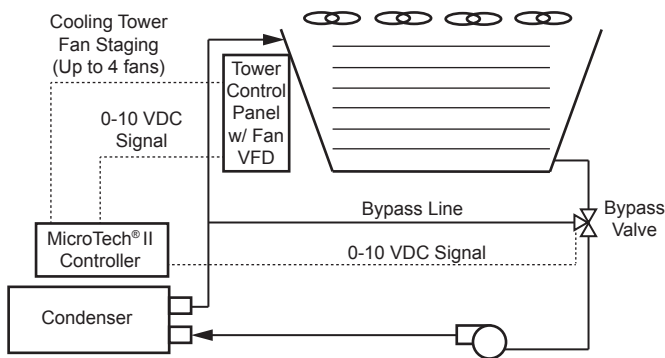 Cooling Tower
Fan Staging
(Up to 4 fans)
Tower
Control
Panel
w/ Fan
VFD
0-10 VDC
Signal
Bypass Line
Bypass
Valve
MicroTech® II
Controller
0-10 VDC Signal
Condenser